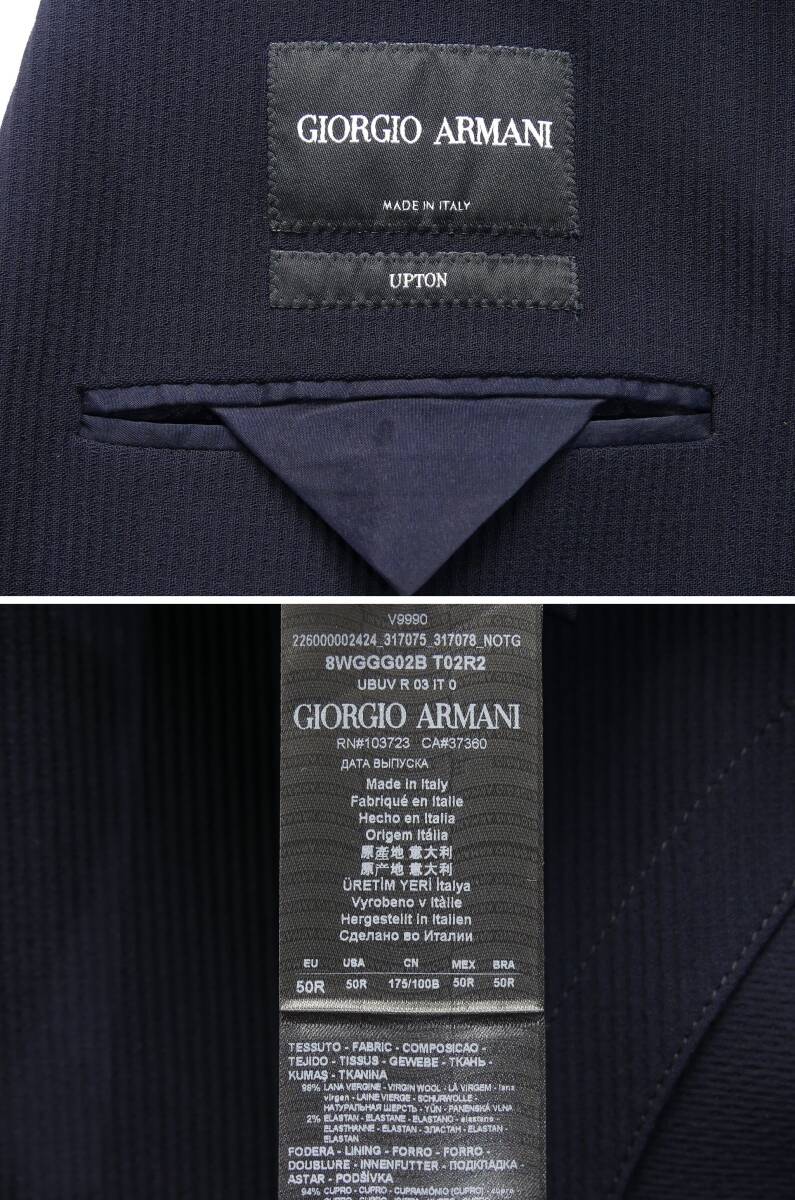 GIORGIO ARMANI
MADE IN ITALY
UPTON
V9990
226000002424_317075_317078_NOTG
8WGGG02B T02R2
UBUV R 03 IT 0
GIORGIO ARMANI
RN#103723 CA#37360
ДАТА ВЫПУСКА
Made in Italy
Fabriqué en Italie
Hecho en Italia
Origem Itália
原產地 意大利
原产地 意大利
ÜRETİM YERİ İtalya
Vyrobeno v Itàlie
Hergestellt in Italien
Сделано во Италии
EU USA CN MEX BRA
50R 50R 175/100B 50R 50R
TESSUTO - FABRIC - COMPOSICAO -
TEJIDO - TISSUS - GEWEBE - ТКАНЬ -
KUMAŞ - TKANINA
98% LANA VERGINE - VIRGIN WOOL - LÃ VIRGEM - lana
virgen - LAINE VIERGE - SCHURWOLLE -
НАТУРАЛЬНАЯ ШЕРСТЬ - YÜN - PANENSKÁ VLNA
2% ELASTAN - ELASTANE - ELASTANO - elastano -
ELASTHANNE - ELASTAN - ЭЛАСТАН - ELASTAN -
ELASTAN
FODERA - LINING - FORRO - FORRO -
DOUBLURE - INNENFUTTER - ПОДКЛАДКА -
ASTAR - PODŠÍVKA
94% CUPRO - CUPRO - CUPRAMÔNIO (CUPRO) - cupro